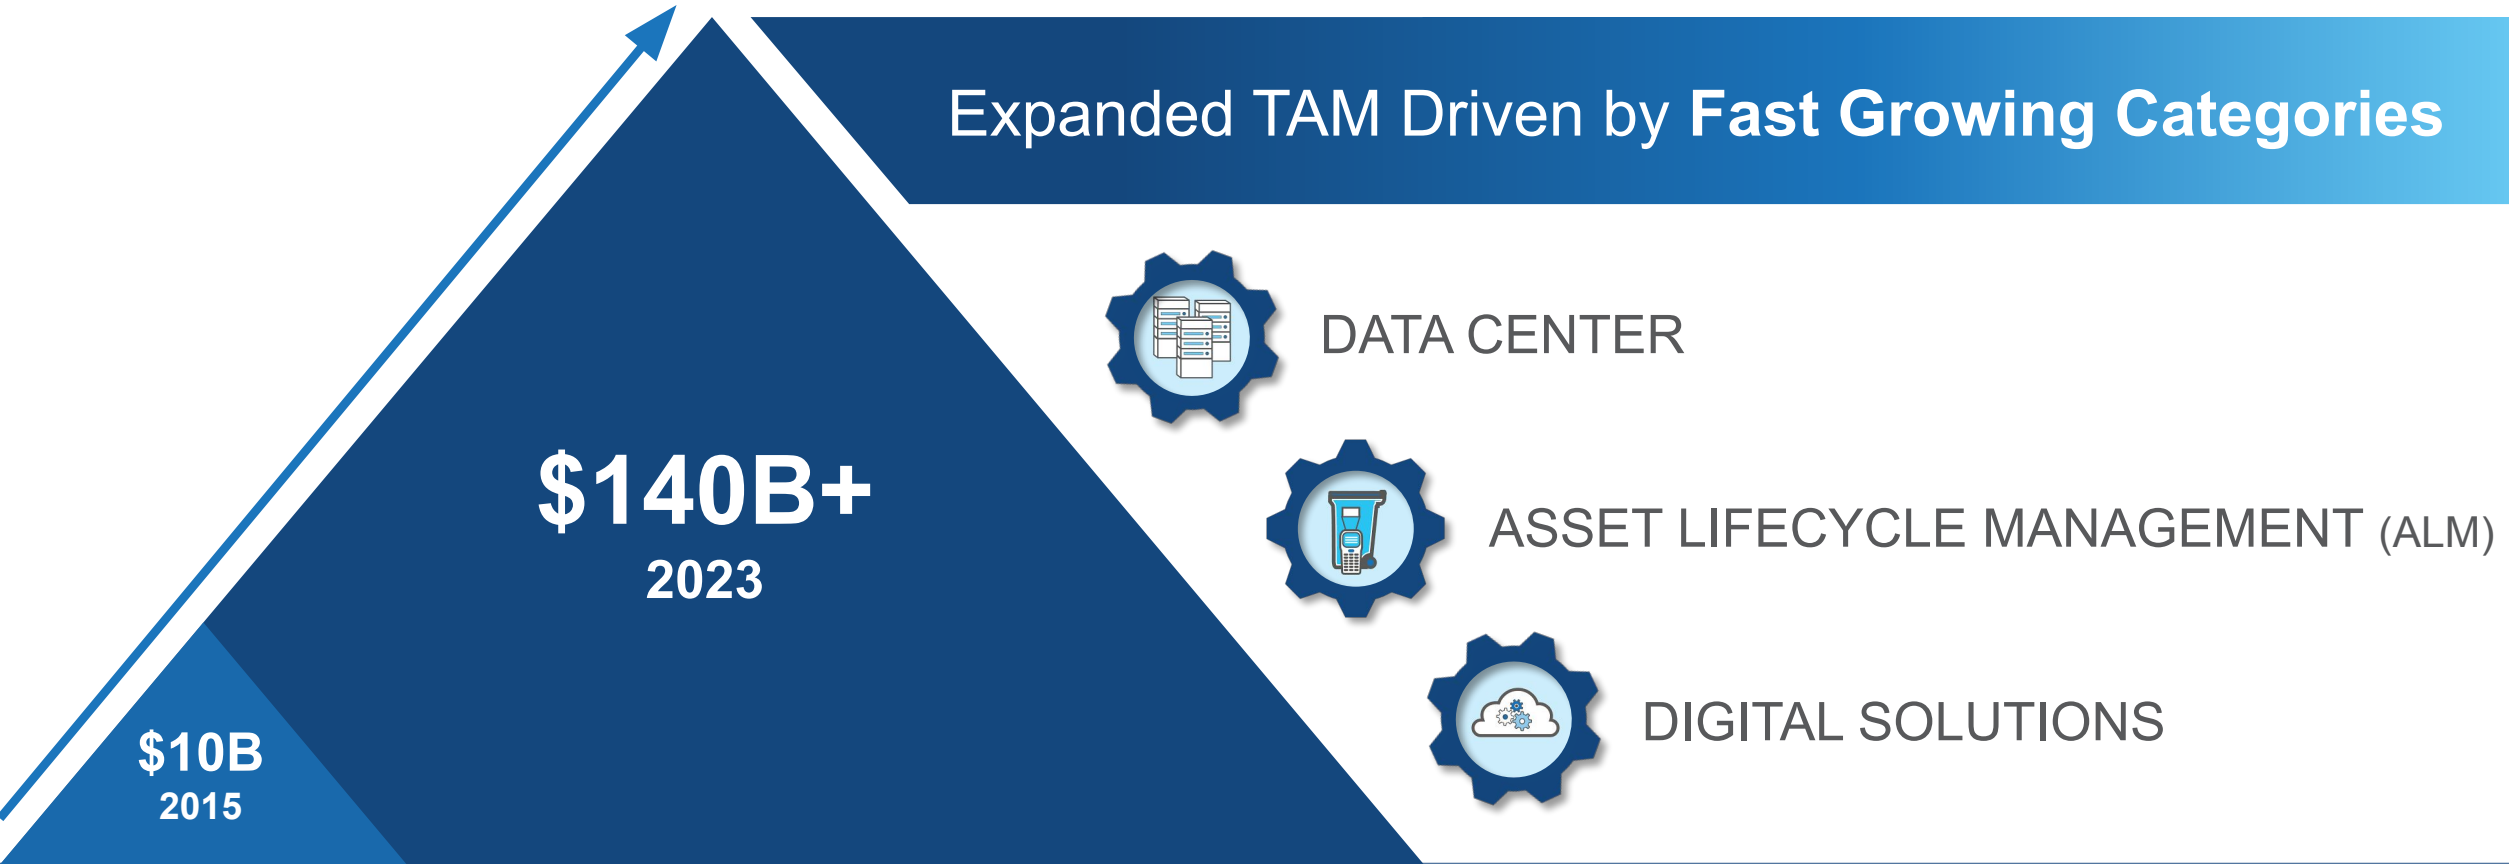 Expanded TAM Driven by Fast Growing Categories
DATA CENTER
$140B+
2023
ASSET LIFECYCLE MANAGEMENT (ALM)
DIGITAL SOLUTIONS
$10B
2015